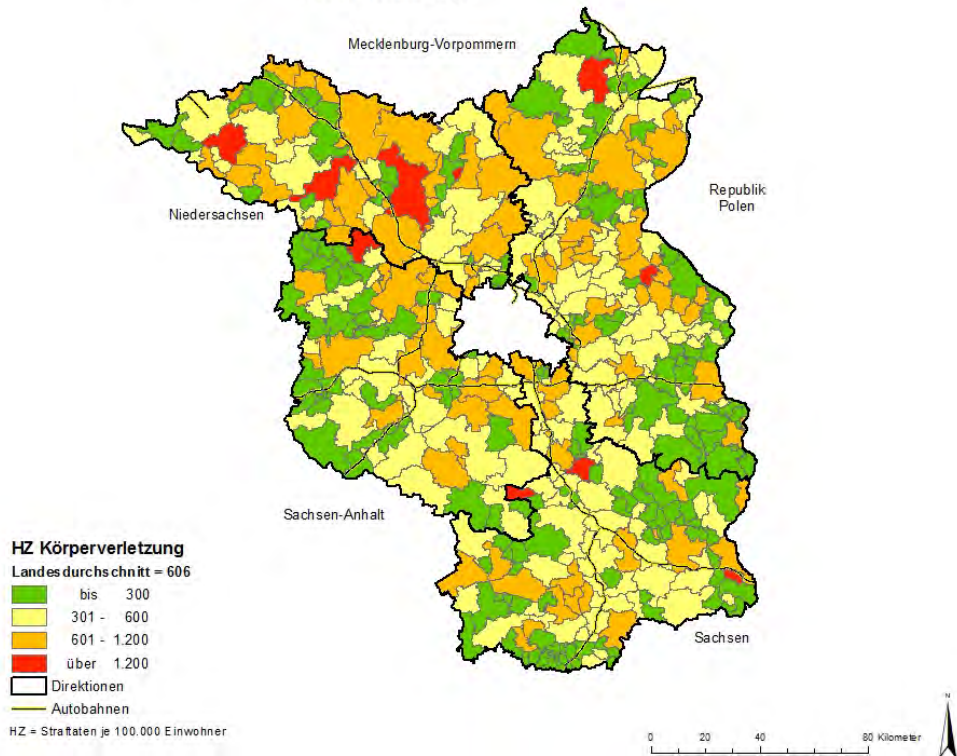 Mecklenburg-Vorpommern
Republik
Polen
Niedersachsen
Sachsen-Anhalt
Sachsen
HZ Körperverletzung
Landesdurchschnitt = 606
bis 300
301 - 600
601 - 1.200
über 1.200
Direktionen
Autobahnen
HZ = Straftaten je 100.000 Einwohner
N
0 20 40 60 80 Kilometer